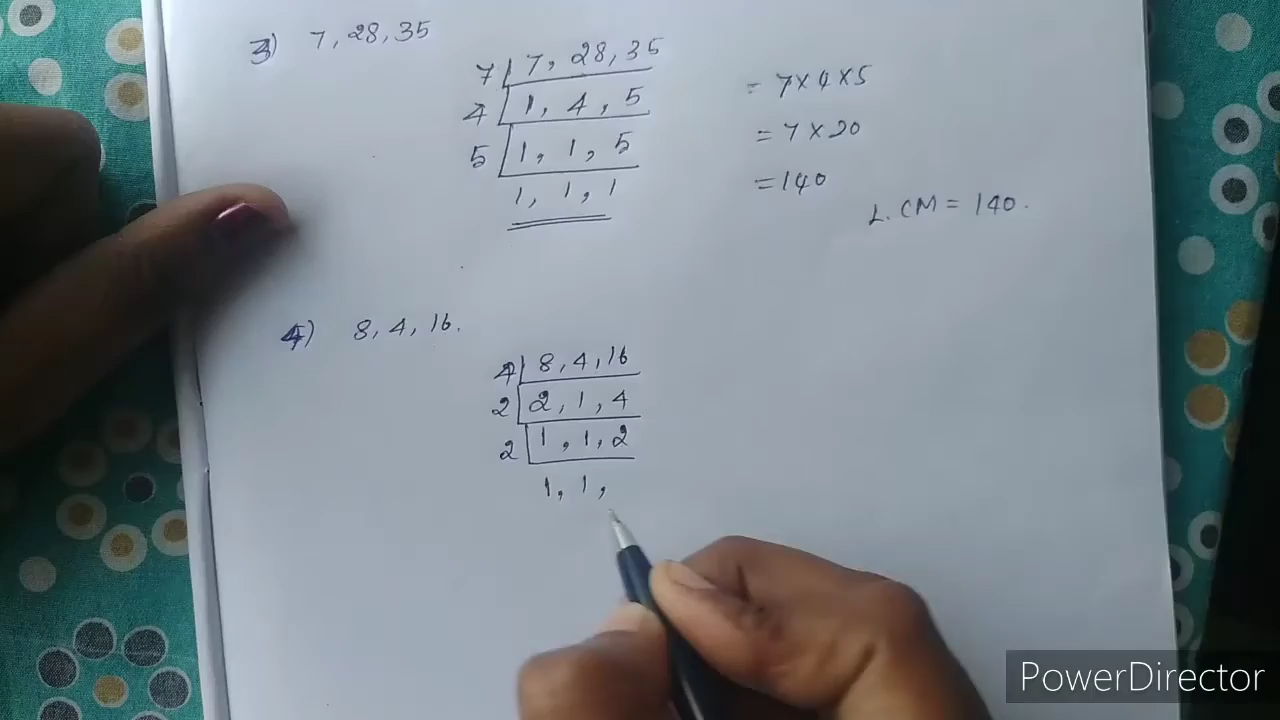 3) 7, 28, 35
7 | 7, 28, 35
4 | 1, 4, 5
5 | 1, 1, 5
1, 1, 1
= 7 x 4 x 5
= 7 x 20
= 140
L. CM = 140.
4) 8, 4, 16.
4 | 8, 4, 16
2 | 2, 1, 4
2 | 1, 1, 2
1, 1,
PowerDirector